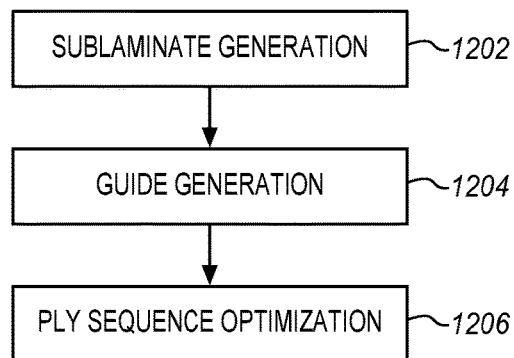 SUBLAMINATE GENERATION 1202
GUIDE GENERATION 1204
PLY SEQUENCE OPTIMIZATION 1206